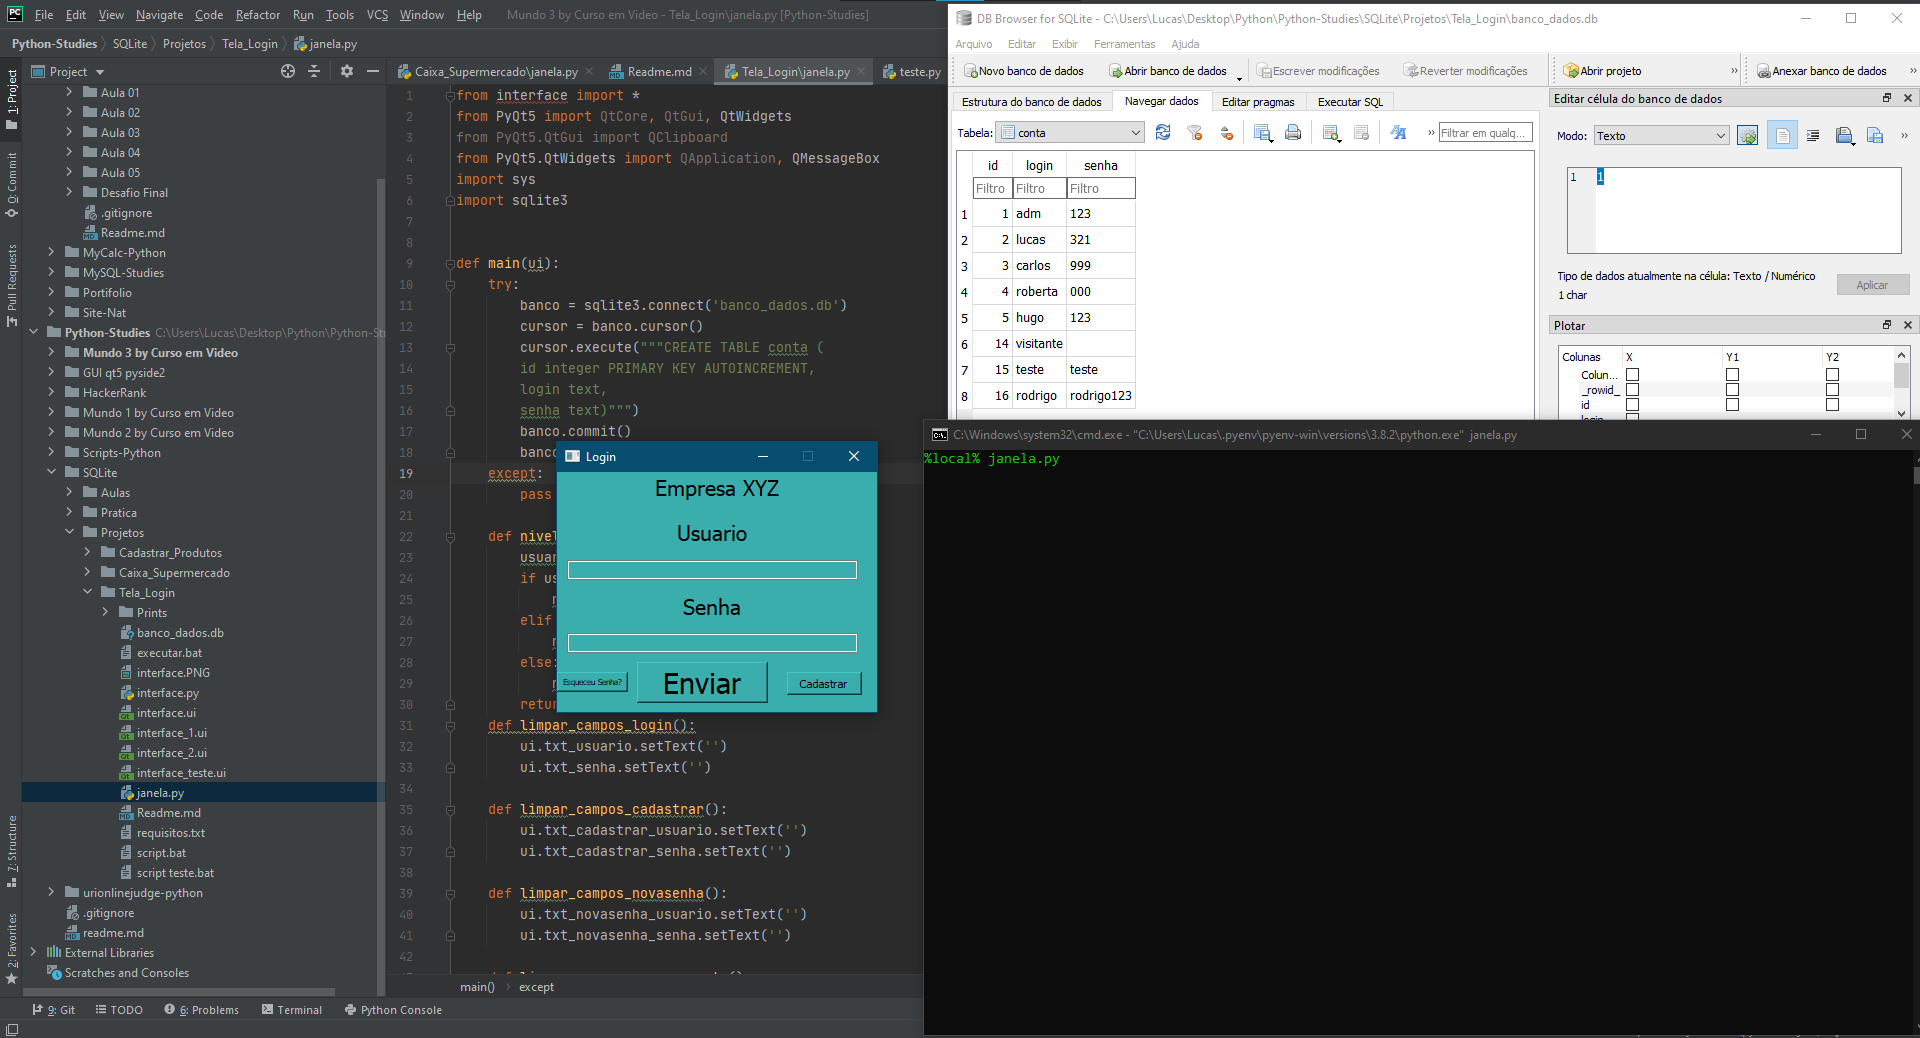 File Edit View Navigate Code Refactor Run Tools VCS Window Help Mundo 3 by Curso em Video - Tela_Login\janela.py [Python-Studies]
Python-Studies SQLite Projetos Tela_Login janela.py
1: Project
0: Commit
Pull Requests
7: Structure
2: Favorites
Project
Aula 01
Aula 02
Aula 03
Aula 04
Aula 05
Desafio Final
.gitignore
Readme.md
MyCalc-Python
MySQL-Studies
Portifolio
Site-Nat
Python-Studies C:\Users\Lucas\Desktop\Python\Python-St
Mundo 3 by Curso em Video
GUI qt5 pyside2
HackerRank
Mundo 1 by Curso em Video
Mundo 2 by Curso em Video
Scripts-Python
SQLite
Aulas
Pratica
Projetos
Cadastrar_Produtos
Caixa_Supermercado
Tela_Login
Prints
banco_dados.db
executar.bat
interface.PNG
interface.py
interface.ui
interface_1.ui
interface_2.ui
interface_teste.ui
janela.py
Readme.md
requisitos.txt
script.bat
script teste.bat
urionlinejudge-python
.gitignore
readme.md
External Libraries
Scratches and Consoles
Caixa_Supermercado\janela.py Readme.md Tela_Login\janela.py teste.py
1 from interface import *
2 from PyQt5 import QtCore, QtGui, QtWidgets
3 from PyQt5.QtGui import QClipboard
4 from PyQt5.QtWidgets import QApplication, QMessageBox
5 import sys
6 import sqlite3
7
8
9 def main(ui):
10 try:
11 banco = sqlite3.connect('banco_dados.db')
12 cursor = banco.cursor()
13 cursor.execute("""CREATE TABLE conta (
14 id integer PRIMARY KEY AUTOINCREMENT,
15 login text,
16 senha text)""")
17 banco.commit()
18 banc
19 except:
20 pass
21
22 def nivel
23 usuar
24 if us
25
26 elif
27
28 else:
29
30 retur
31 def limpar_campos_login():
32 ui.txt_usuario.setText('')
33 ui.txt_senha.setText('')
34
35 def limpar_campos_cadastrar():
36 ui.txt_cadastrar_usuario.setText('')
37 ui.txt_cadastrar_senha.setText('')
38
39 def limpar_campos_novasenha():
40 ui.txt_novasenha_usuario.setText('')
41 ui.txt_novasenha_senha.setText('')
42
main() except
9: Git TODO 6: Problems Terminal Python Console
Login
Empresa XYZ
Usuario
Senha
Esqueceu Senha? Enviar Cadastrar
DB Browser for SQLite - C:\Users\Lucas\Desktop\Python\Python-Studies\SQLite\Projetos\Tela_Login\banco_dados.db
Arquivo Editar Exibir Ferramentas Ajuda
Novo banco de dados Abrir banco de dados Escrever modificações Reverter modificações Abrir projeto » Anexar banco de dados »
Estrutura do banco de dados Navegar dados Editar pragmas Executar SQL
Tabela: conta » Filtrar em qualq...
id login senha
Filtro Filtro Filtro
1 1 adm 123
2 2 lucas 321
3 3 carlos 999
4 4 roberta 000
5 5 hugo 123
6 14 visitante
7 15 teste teste
8 16 rodrigo rodrigo123
Editar célula do banco de dados
Modo: Texto »
1 1
Tipo de dados atualmente na célula: Texto / Numérico
1 char
Aplicar
Plotar
Colunas X Y1 Y2
Colun...
_rowid_
id
C:\Windows\system32\cmd.exe - "C:\Users\Lucas\.pyenv\pyenv-win\versions\3.8.2\python.exe" janela.py
%local% janela.py